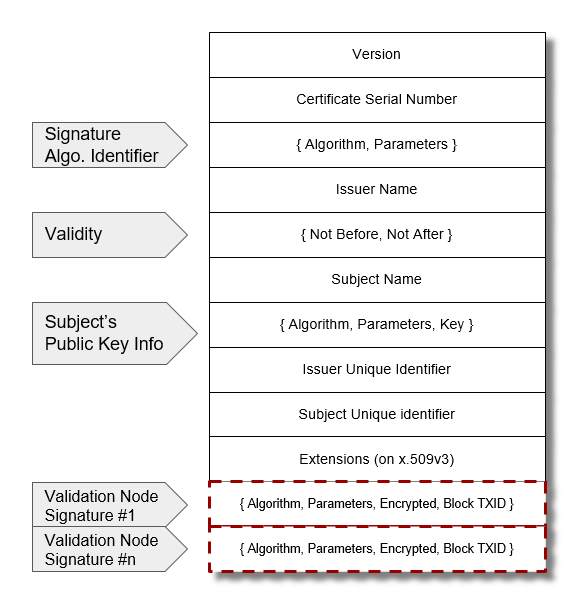 Version
Certificate Serial Number
Signature
Algo. Identifier
{ Algorithm, Parameters }
Issuer Name
Validity
{ Not Before, Not After }
Subject Name
Subject's
Public Key Info
{ Algorithm, Parameters, Key }
Issuer Unique Identifier
Subject Unique identifier
Extensions (on x.509v3)
Validation Node
Signature #1
{ Algorithm, Parameters, Encrypted, Block TXID }
Validation Node
Signature #n
{ Algorithm, Parameters, Encrypted, Block TXID }